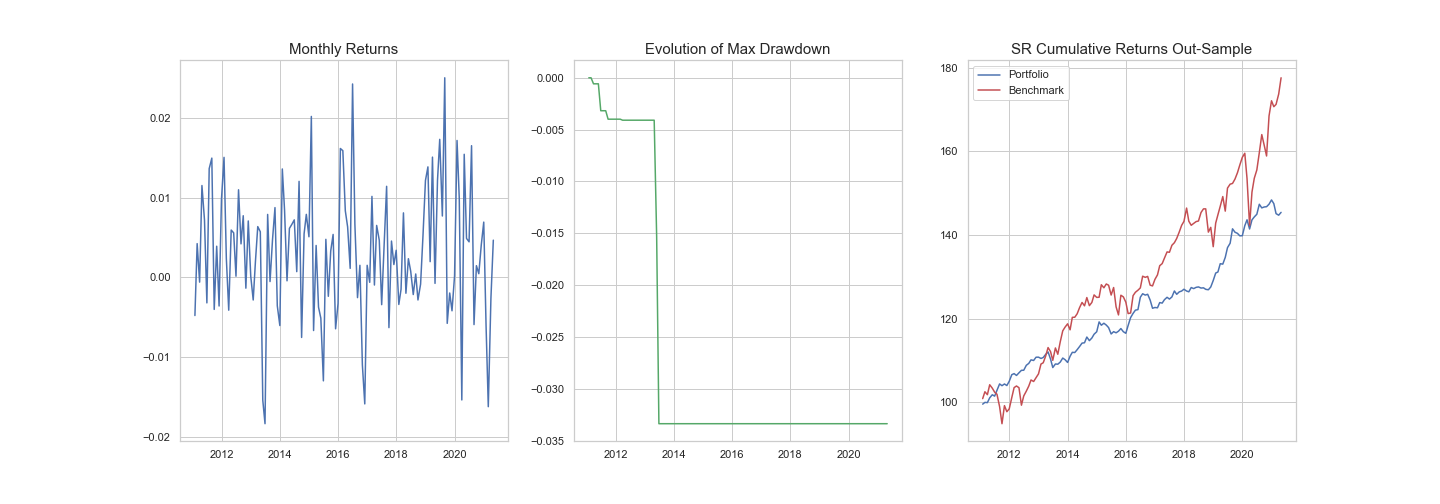 Monthly Returns
0.02
0.01
0.00
−0.01
−0.02
2012 2014 2016 2018 2020
Evolution of Max Drawdown
0.000
−0.005
−0.010
−0.015
−0.020
−0.025
−0.030
−0.035
2012 2014 2016 2018 2020
SR Cumulative Returns Out-Sample
Portfolio
Benchmark
180
160
140
120
100
2012 2014 2016 2018 2020